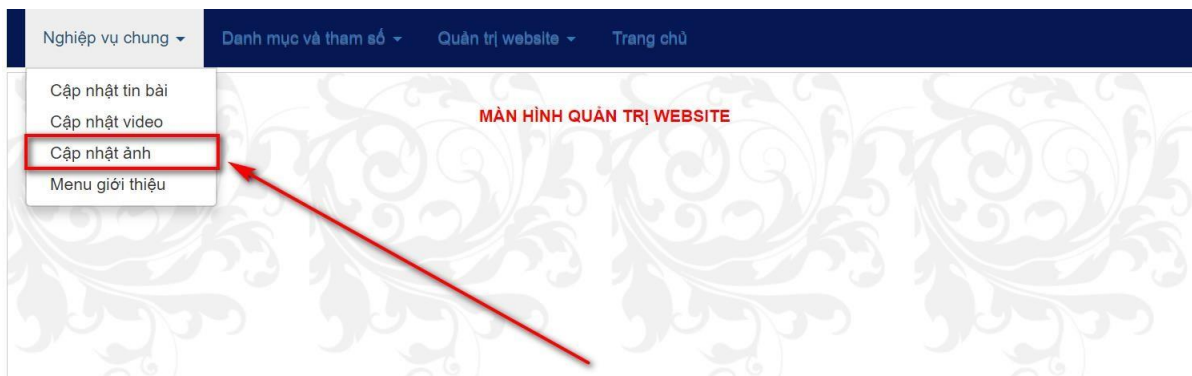 Nghiệp vụ chung Danh mục và tham số Quản trị website Trang chủ
Cập nhật tin bài
MÀN HÌNH QUẢN TRỊ WEBSITE
Cập nhật video
Cập nhật ảnh
Menu giới thiệu